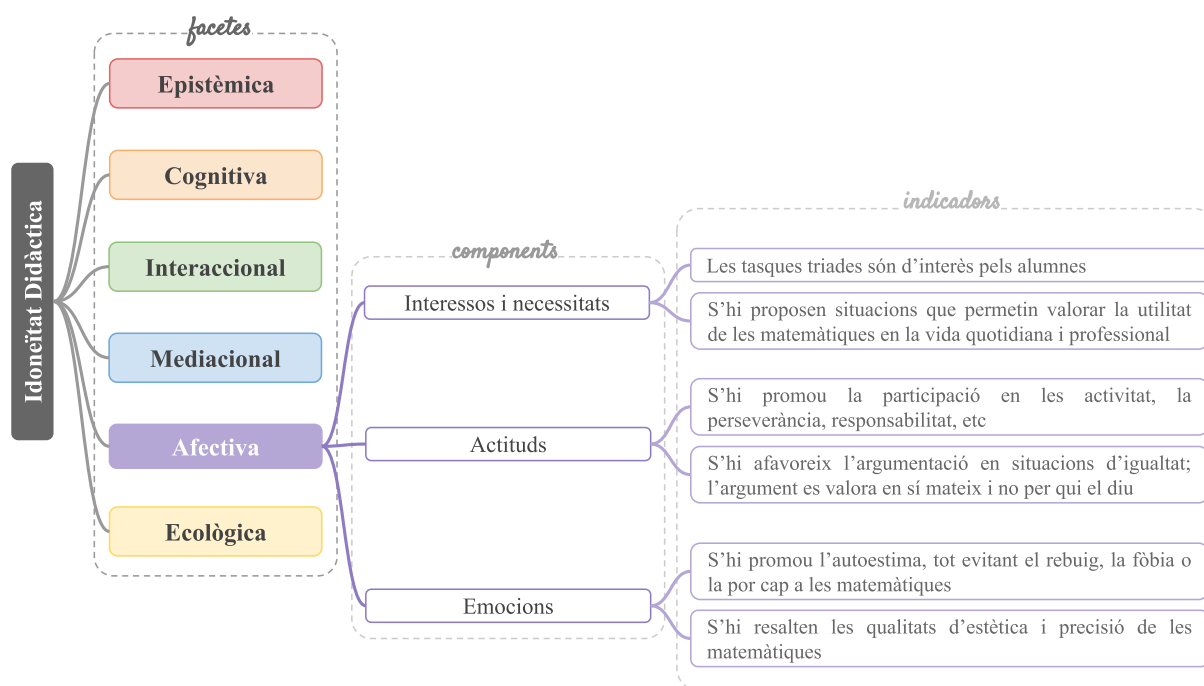 facetes
Idoneïtat Didàctica
Epistèmica
Cognitiva
Interaccional
Mediacional
Afectiva
Ecològica
components
Interessos i necessitats
Actituds
Emocions
indicadors
Les tasques triades són d’interès pels alumnes
S’hi proposen situacions que permetin valorar la utilitat
de les matemàtiques en la vida quotidiana i professional
S’hi promou la participació en les activitat, la
perseverància, responsabilitat, etc
S’hi afavoreix l’argumentació en situacions d’igualtat;
l’argument es valora en sí mateix i no per qui el diu
S’hi promou l’autoestima, tot evitant el rebuig, la fòbia o
la por cap a les matemàtiques
S’hi resalten les qualitats d’estètica i precisió de les
matemàtiques